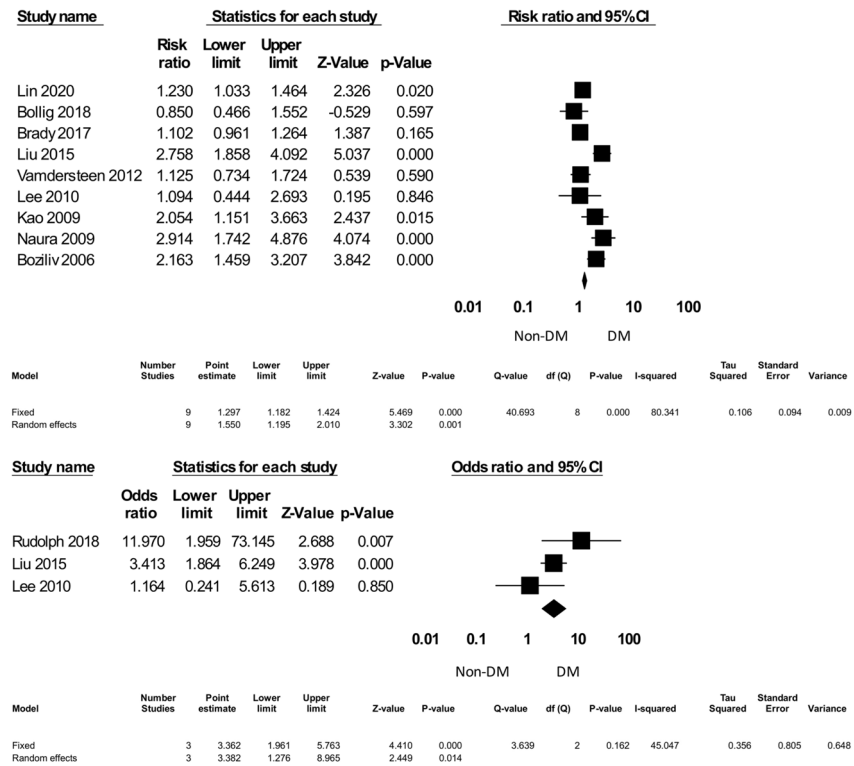 Study name Statistics for each study Risk ratio and 95%CI
Risk ratio Lower limit Upper limit Z-Value p-Value
Lin 2020 1.230 1.033 1.464 2.326 0.020
Bollig 2018 0.850 0.466 1.552 -0.529 0.597
Brady 2017 1.102 0.961 1.264 1.387 0.165
Liu 2015 2.758 1.858 4.092 5.037 0.000
Vamdersteen 2012 1.125 0.734 1.724 0.539 0.590
Lee 2010 1.094 0.444 2.693 0.195 0.846
Kao 2009 2.054 1.151 3.663 2.437 0.015
Naura 2009 2.914 1.742 4.876 4.074 0.000
Boziliv 2006 2.163 1.459 3.207 3.842 0.000
0.01 0.1 1 10 100
Non-DM DM
Model Number Studies Point estimate Lower limit Upper limit Z-value P-value Q-value df (Q) P-value I-squared Tau Squared Standard Error Variance
Fixed 9 1.297 1.182 1.424 5.469 0.000 40.693 8 0.000 80.341 0.106 0.094 0.009
Random effects 9 1.550 1.195 2.010 3.302 0.001
Study name Statistics for each study Odds ratio and 95% CI
Odds ratio Lower limit Upper limit Z-Value p-Value
Rudolph 2018 11.970 1.959 73.145 2.688 0.007
Liu 2015 3.413 1.864 6.249 3.978 0.000
Lee 2010 1.164 0.241 5.613 0.189 0.850
0.01 0.1 1 10 100
Non-DM DM
Model Number Studies Point estimate Lower limit Upper limit Z-value P-value Q-value df (Q) P-value I-squared Tau Squared Standard Error Variance
Fixed 3 3.362 1.961 5.763 4.410 0.000 3.639 2 0.162 45.047 0.356 0.805 0.648
Random effects 3 3.382 1.276 8.965 2.449 0.014